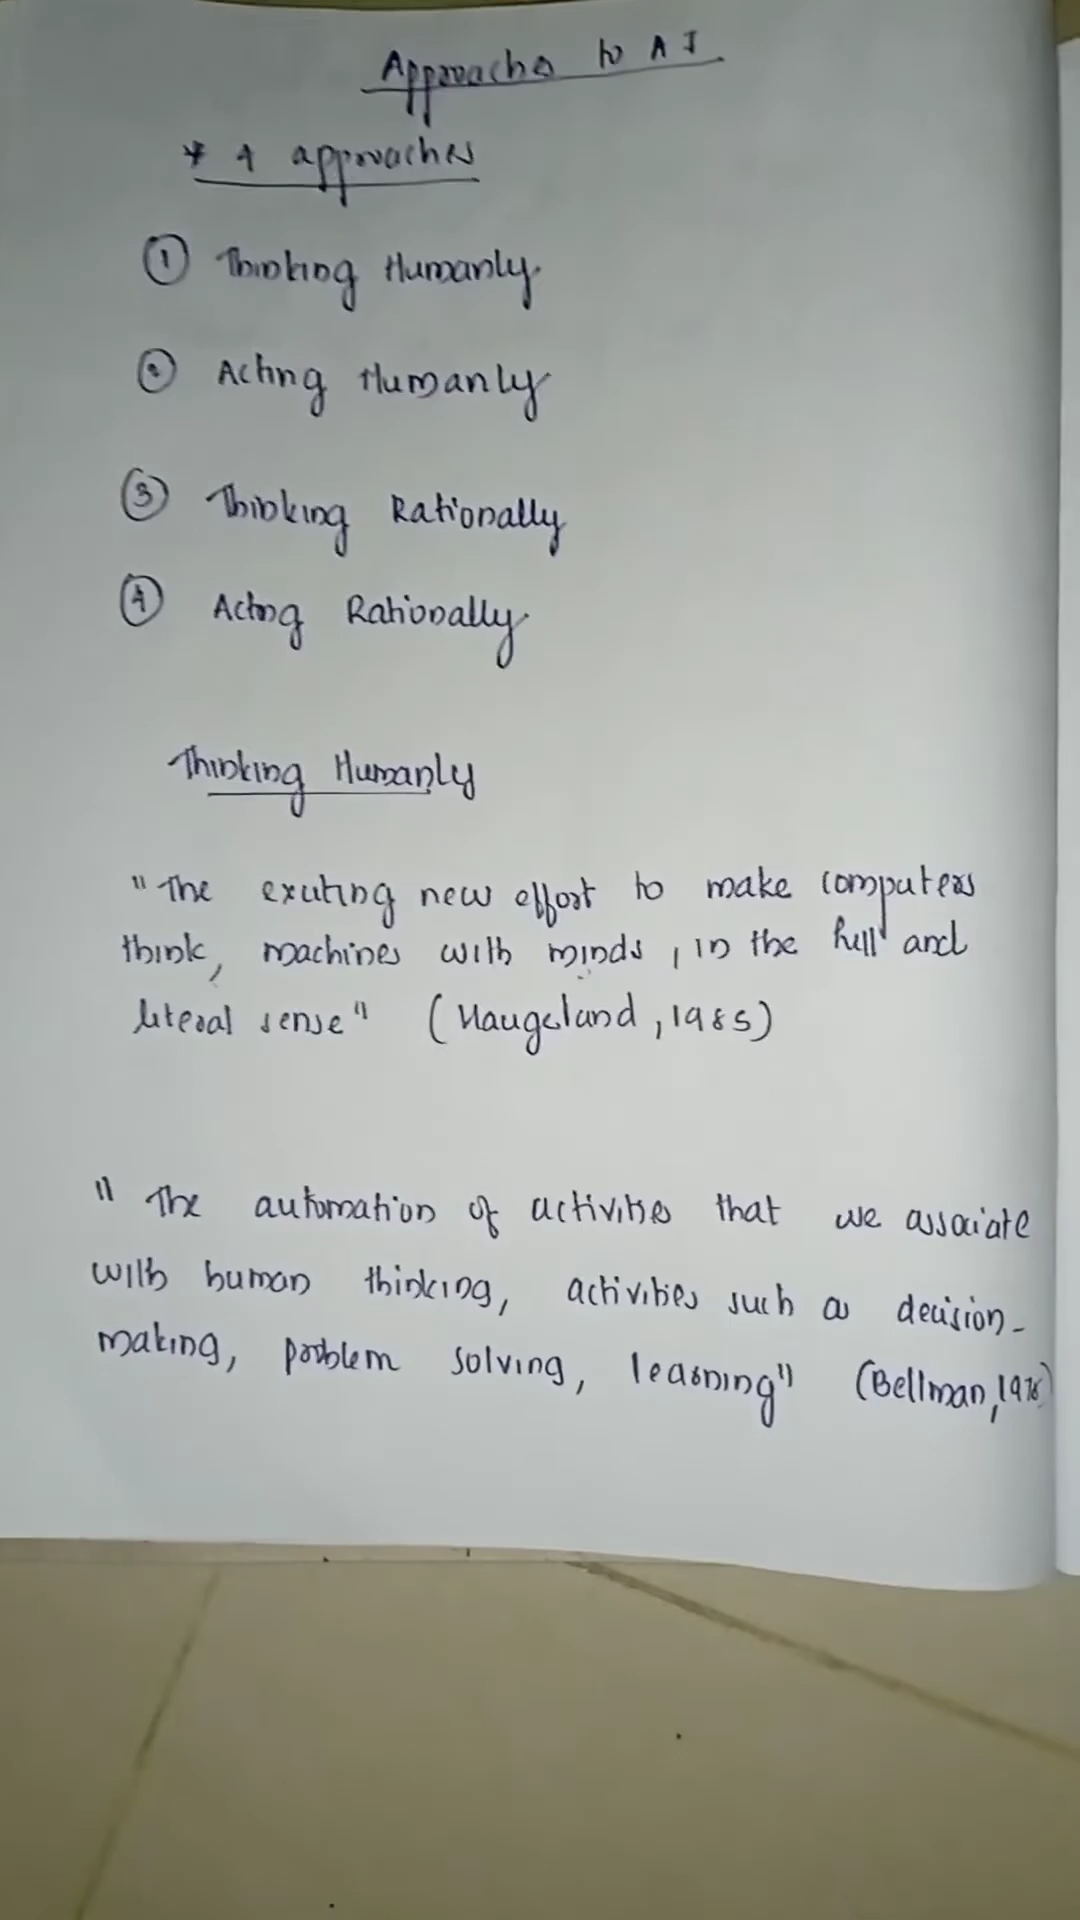 Approaches to AI
* 4 approaches
① Thinking Humanly.
② Acting Humanly
③ Thinking Rationally
④ Acting Rationally.
Thinking Humanly
"The exciting new effort to make computers
think, machines with minds, in the full and
literal sense" (Haugeland, 1985)
"The automation of activities that we associate
with human thinking, activities such as decision-
making, problem solving, learning" (Bellman, 1978)